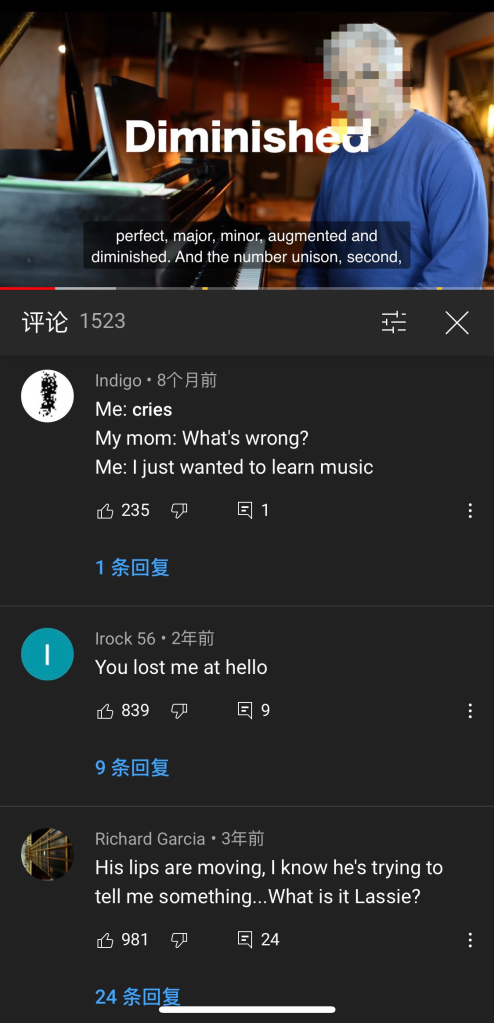 Diminished
perfect, major, minor, augmented and
diminished. And the number unison, second,
评论 1523
Indigo • 8个月前
Me: cries
My mom: What's wrong?
Me: I just wanted to learn music
235 1
1 条回复
I
Irock 56 • 2年前
You lost me at hello
839 9
9 条回复
Richard Garcia • 3年前
His lips are moving, I know he's trying to
tell me something...What is it Lassie?
981 24
24 条回复